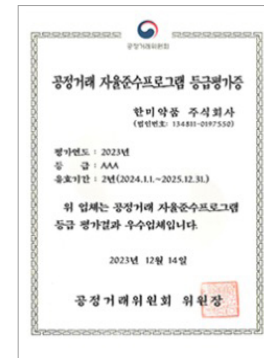 공정거래위원회
공정거래 자율준수프로그램 등급평가증
한미약품 주식회사
(법인번호: 134811-0197550)
평가연도 : 2023년
등 급 : AAA
유효기간 : 2년(2024.1.1.~2025.12.31.)
위 업체는 공정거래 자율준수프로그램
등급 평가결과 우수업체입니다.
2023년 12월 14일
공정거래위원회 위원장